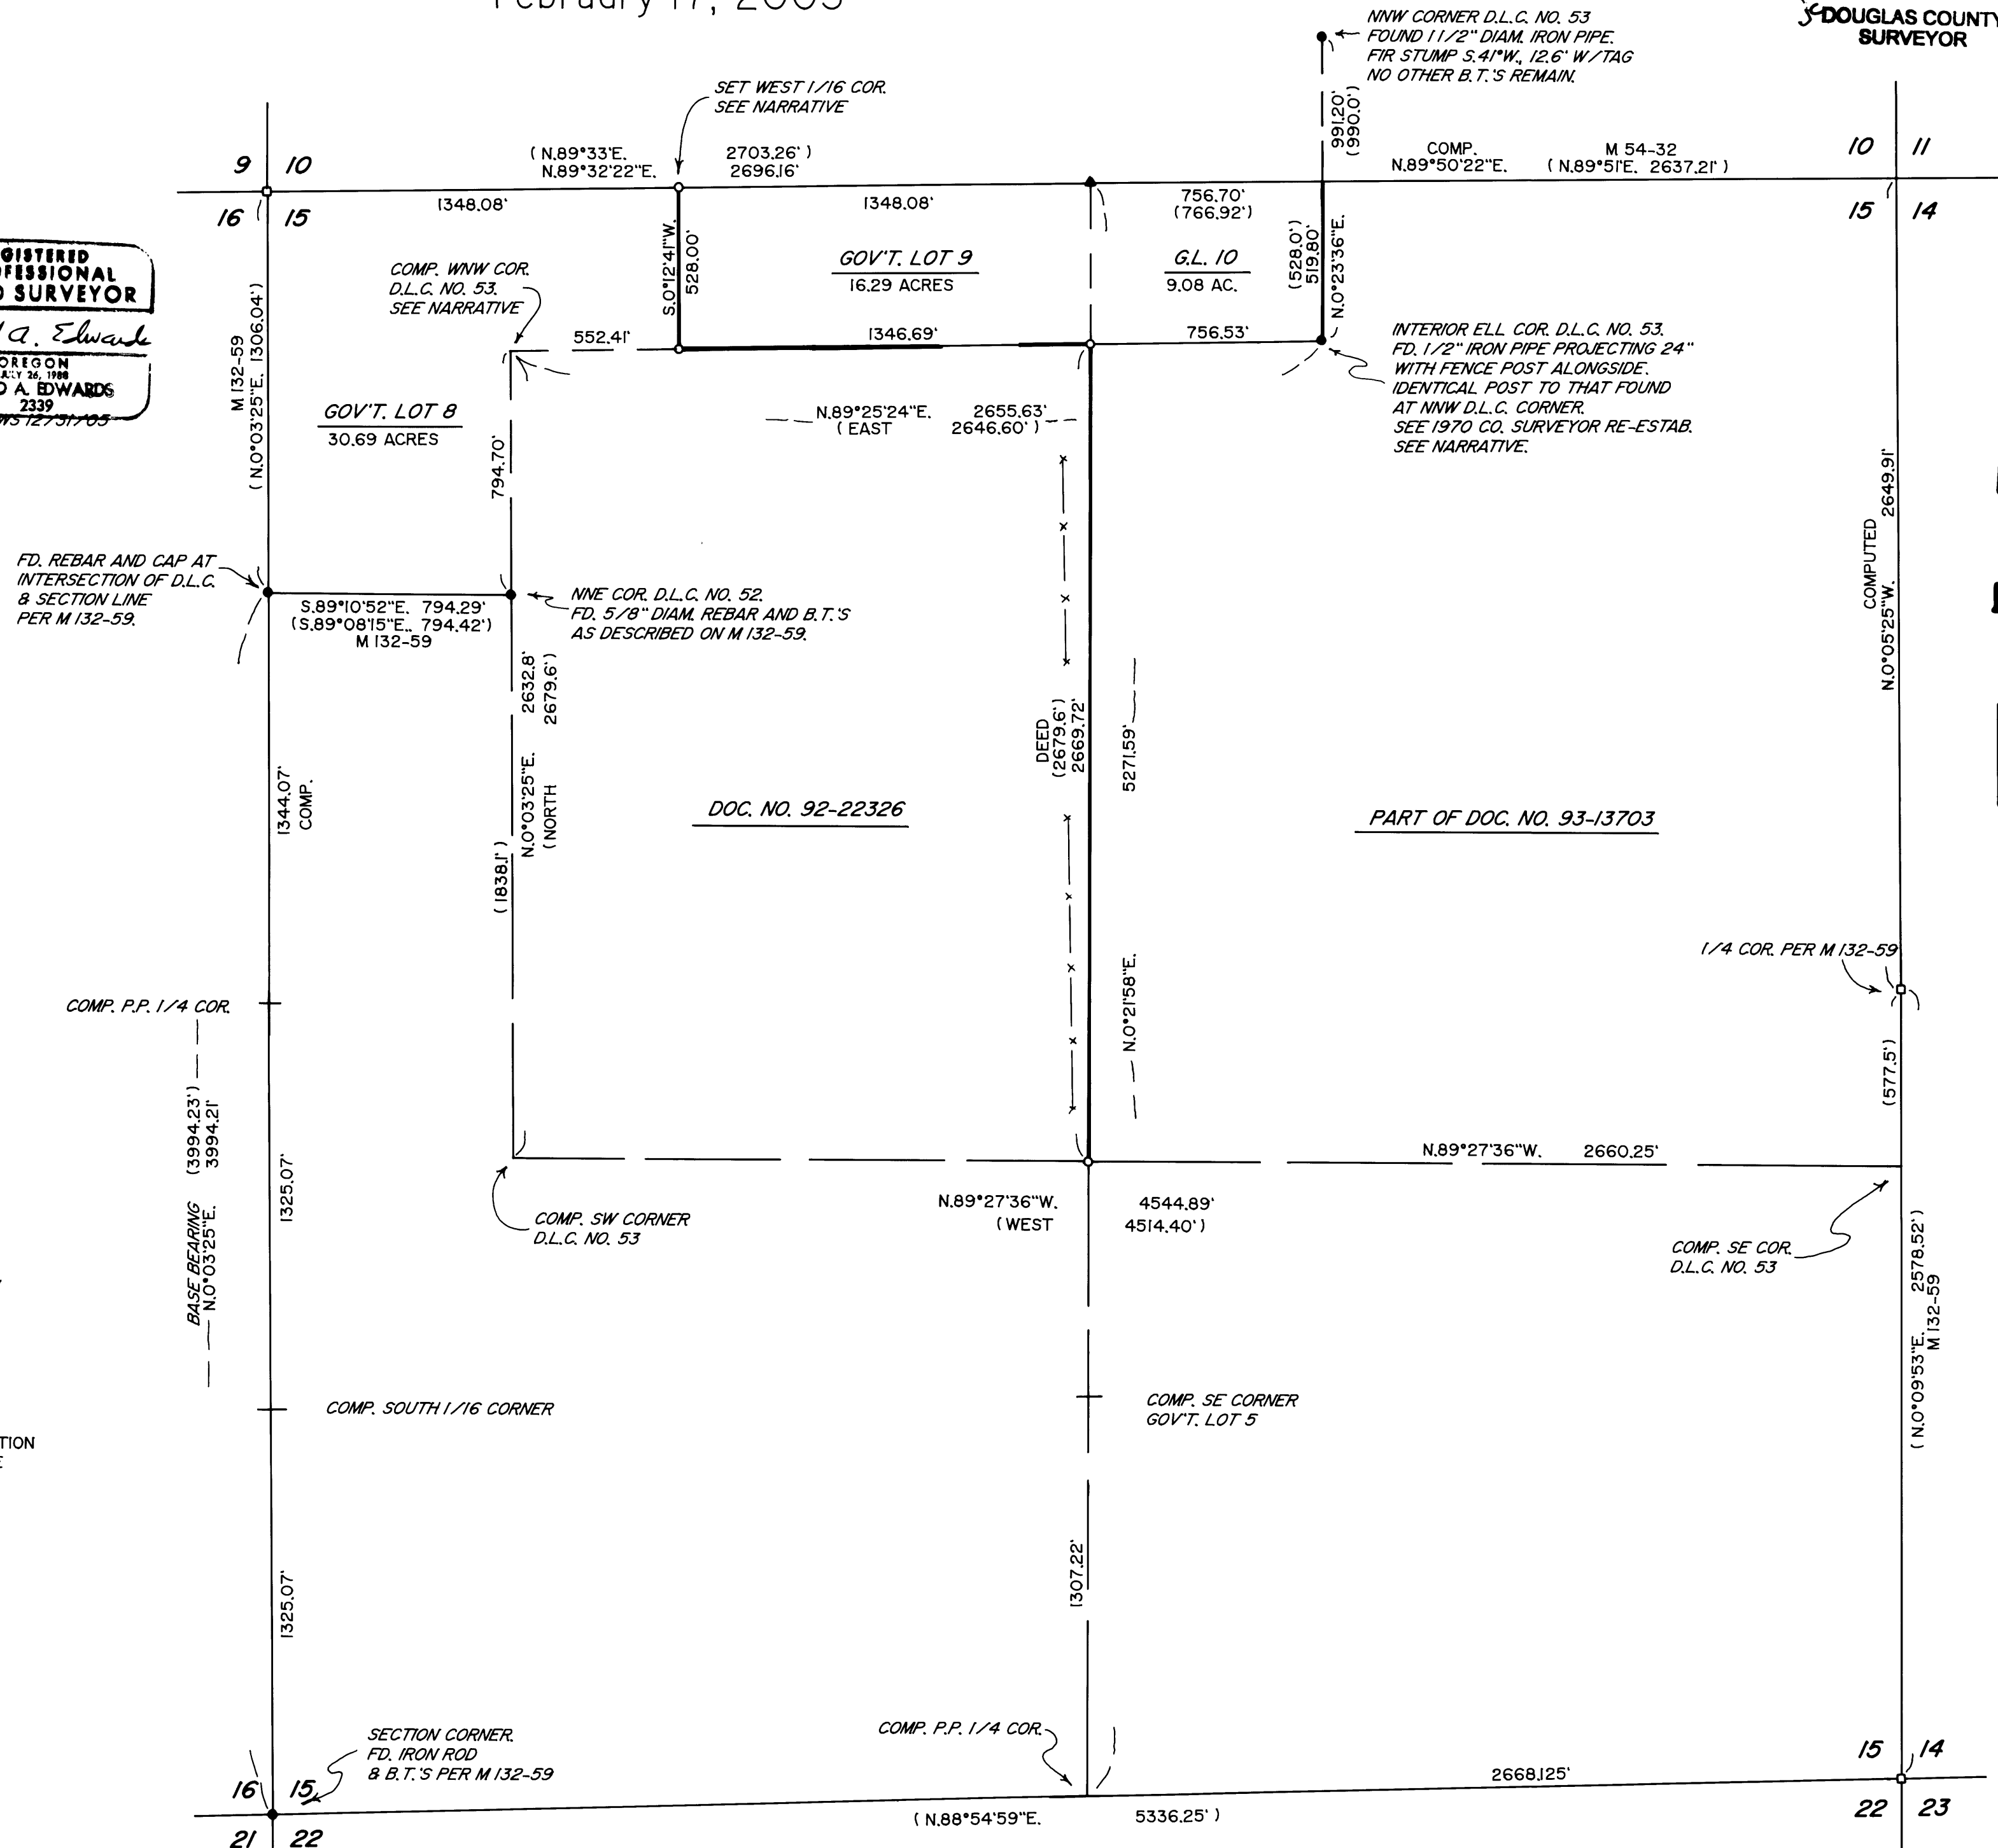 February 17, 2005
DOUGLAS COUNTY
SURVEYOR
NNW CORNER D.L.C. NO. 53
FOUND 1 1/2" DIAM. IRON PIPE.
FIR STUMP S.41°W., 12.6' W/TAG
NO OTHER B.T.'S REMAIN.
SET WEST 1/16 COR.
SEE NARRATIVE
991.20'
(990.0')
9 10
16 15
( N.89°33'E. 2703.26' )
N.89°32'22"E. 2696.16'
COMP. M 54-32
N.89°50'22"E. ( N.89°51'E. 2637.21' )
10 11
15 14
1348.08'
1348.08'
756.70'
(766.92')
S.0°12'41"W.
528.00'
GOV'T. LOT 9
16.29 ACRES
G.L. 10
9.08 AC.
(528.0')
519.80'
N.0°23'36"E.
PROFESSIONAL
SURVEYOR
OREGON
JULY 26, 1988
A. EDWARDS
2339
12/31/05
COMP. WNW COR.
D.L.C. NO. 53.
SEE NARRATIVE
M 132-59
( N.0°03'25"E. 1306.04')
552.41'
1346.69'
756.53'
INTERIOR ELL COR. D.L.C. NO. 53.
FD. 1/2" IRON PIPE PROJECTING 24"
WITH FENCE POST ALONGSIDE.
IDENTICAL POST TO THAT FOUND
AT NNW D.L.C. CORNER.
SEE 1970 CO. SURVEYOR RE-ESTAB.
SEE NARRATIVE.
GOV'T. LOT 8
30.69 ACRES
794.70'
N.89°25'24"E. 2655.63'
( EAST 2646.60' )
COMPUTED
N.0°05'25"W. 2649.91'
FD. REBAR AND CAP AT
INTERSECTION OF D.L.C.
& SECTION LINE
PER M 132-59.
S.89°10'52"E. 794.29'
(S.89°08'15"E. 794.42')
M 132-59
NNE COR. D.L.C. NO. 52.
FD. 5/8" DIAM. REBAR AND B.T.'S
AS DESCRIBED ON M 132-59.
N.0°03'25"E. 2632.8'
(NORTH 2679.6')
(1838.1')
DEED
(2679.6')
2669.72'
5271.59'
N.0°21'58"E.
1344.07'
COMP.
DOC. NO. 92-22326
PART OF DOC. NO. 93-13703
1/4 COR. PER M 132-59
COMP. P.P. 1/4 COR.
(577.5')
BASE BEARING (3994.23')
N.0°03'25"E. 3994.21'
1325.07'
N.89°27'36"W. 2660.25'
N.89°27'36"W. 4544.89'
(WEST 4514.40')
COMP. SW CORNER
D.L.C. NO. 53
COMP. SE COR.
D.L.C. NO. 53
( N.0°09'53"E. 2578.52')
M 132-59
COMP. SOUTH 1/16 CORNER
COMP. SE CORNER
GOV'T. LOT 5
1325.07'
1307.22'
SECTION CORNER.
FD. IRON ROD
& B.T.'S PER M 132-59
COMP. P.P. 1/4 COR.
2668.125'
( N.88°54'59"E. 5336.25' )
16 15
21 22
15 14
22 23